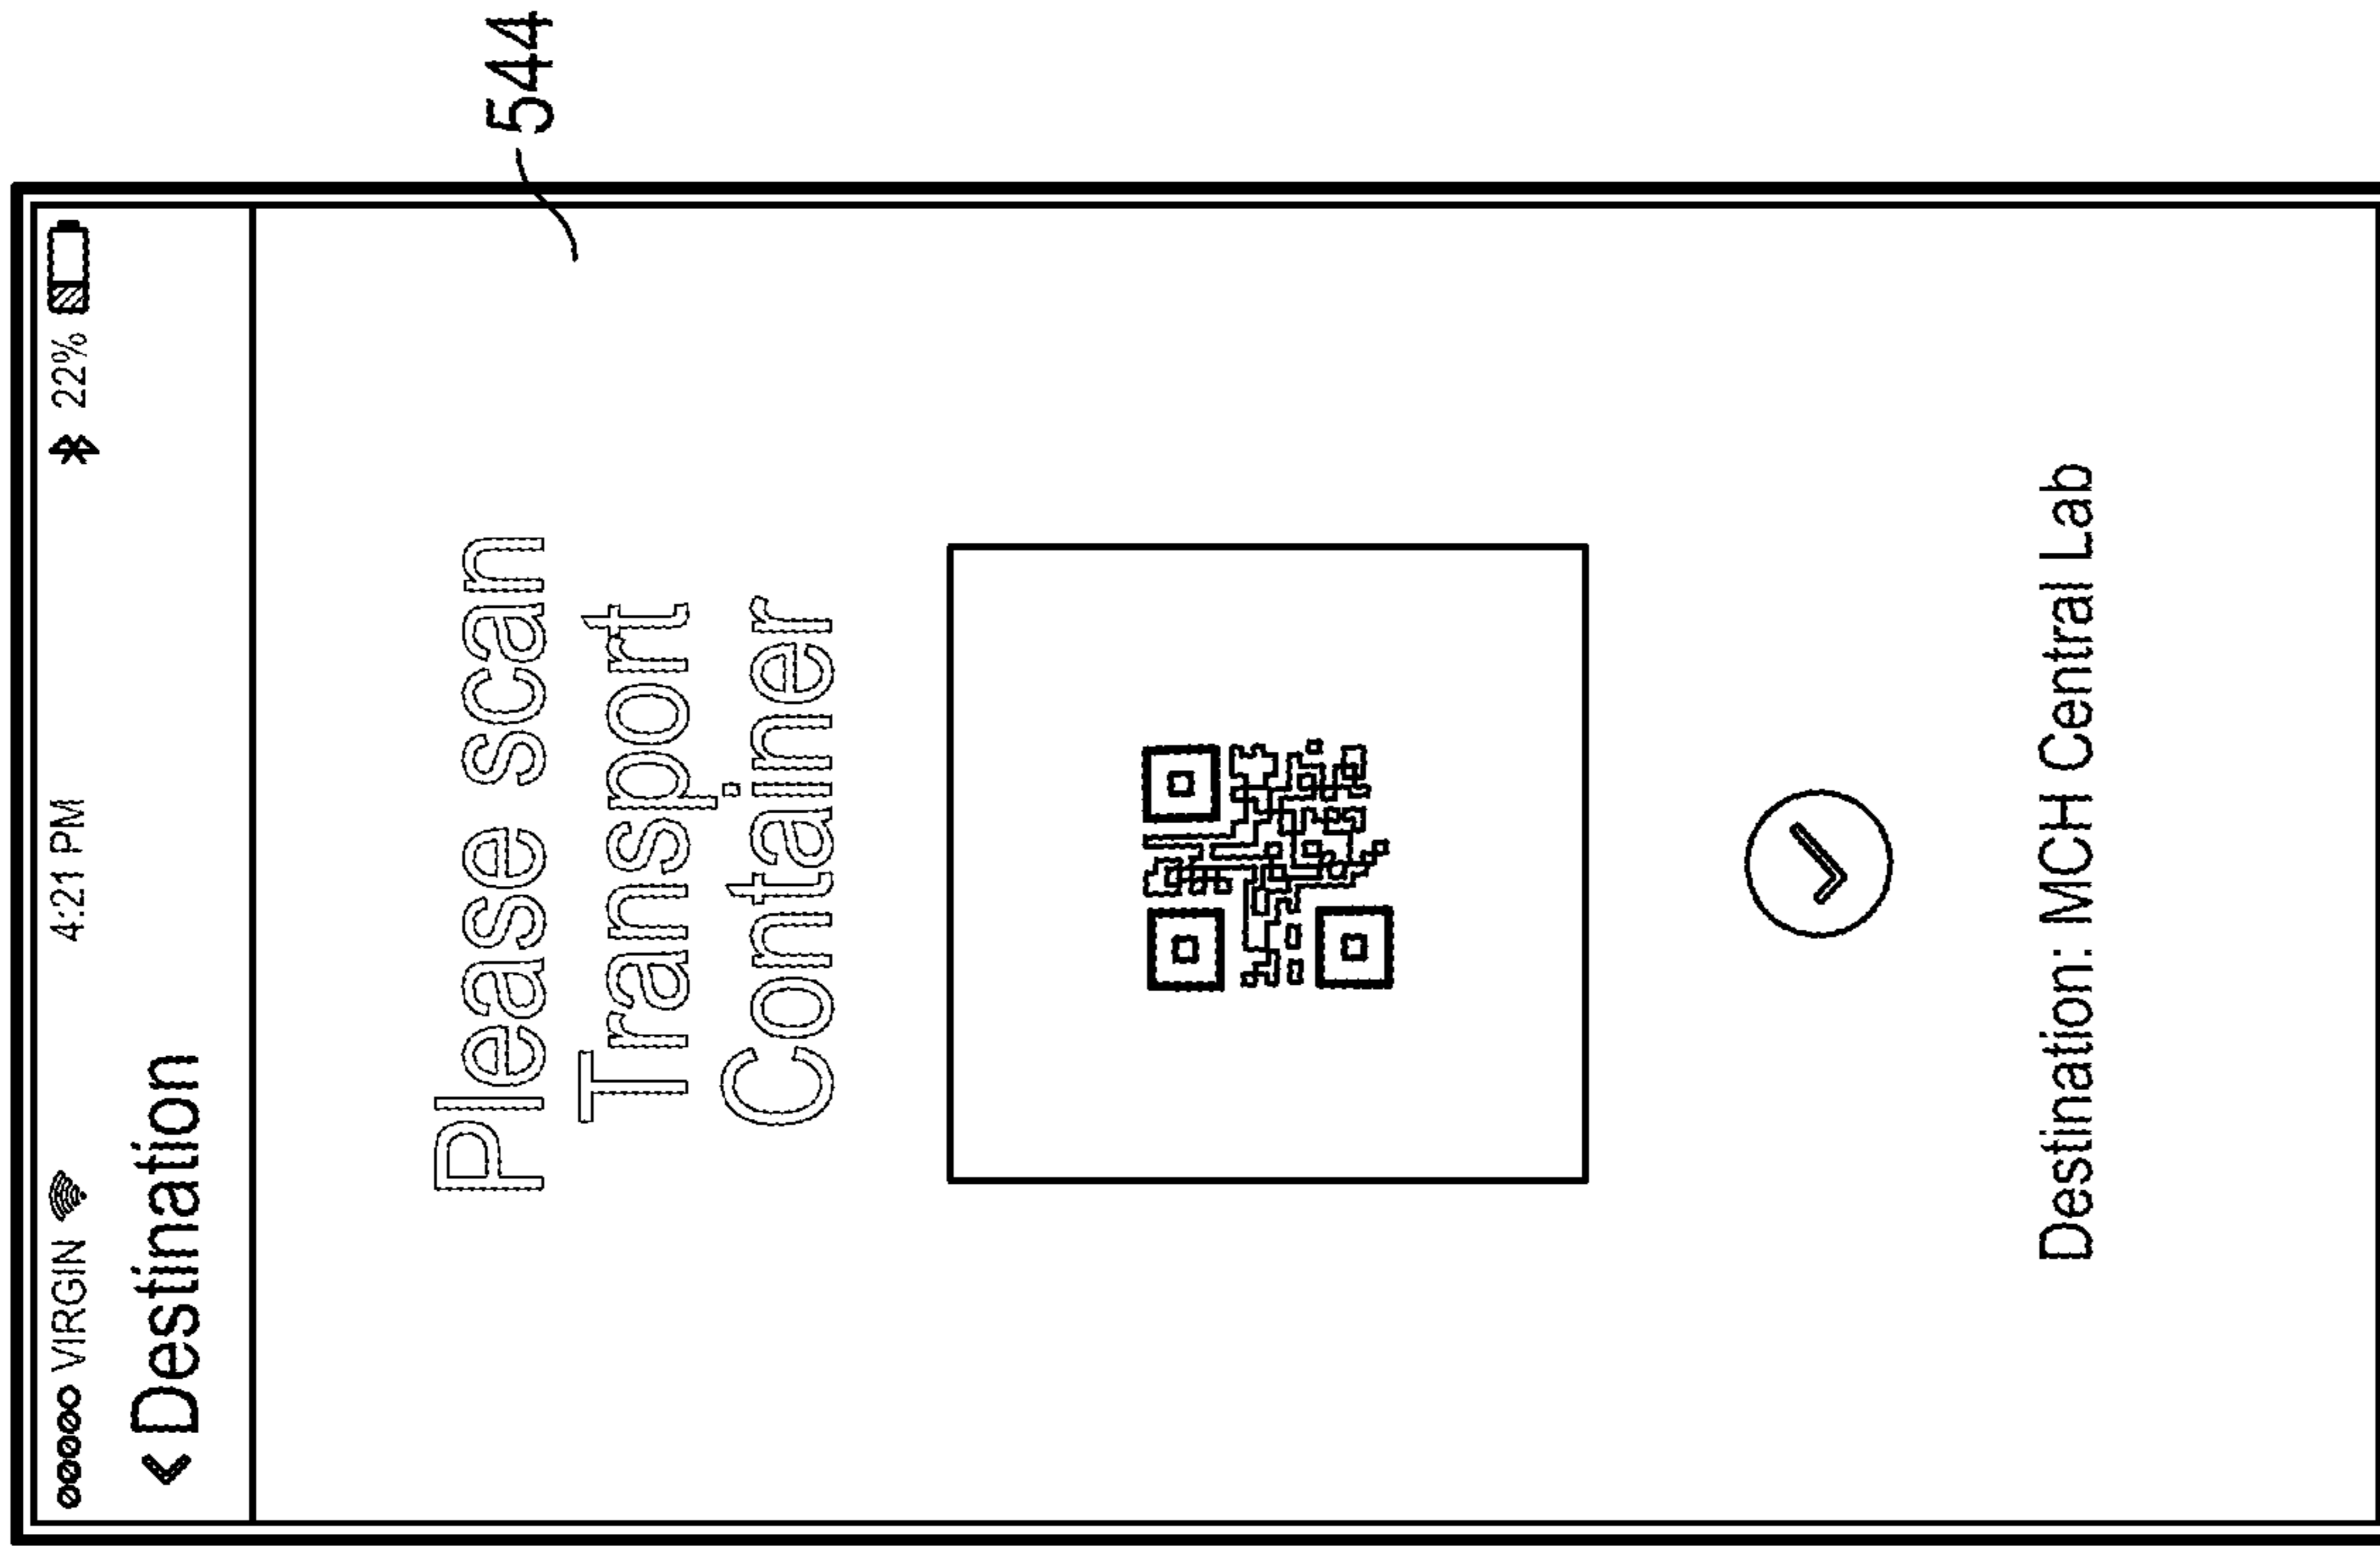 VIRGIN 4:21 PM 22%
< Destination
544
Please scan
Transport
Container
Destination: MCH Central Lab